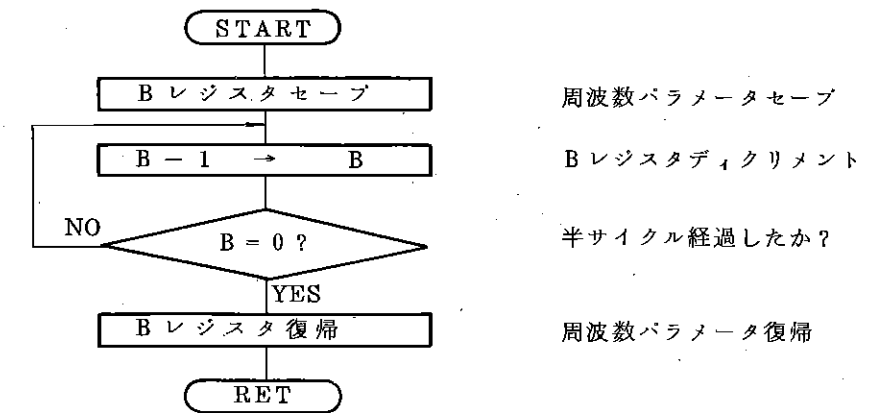 START
Bレジスタセーブ 周波数パラメータセーブ
B－1 → B Bレジスタディクリメント
NO B＝0？ 半サイクル経過したか？
YES
Bレジスタ復帰 周波数パラメータ復帰
RET